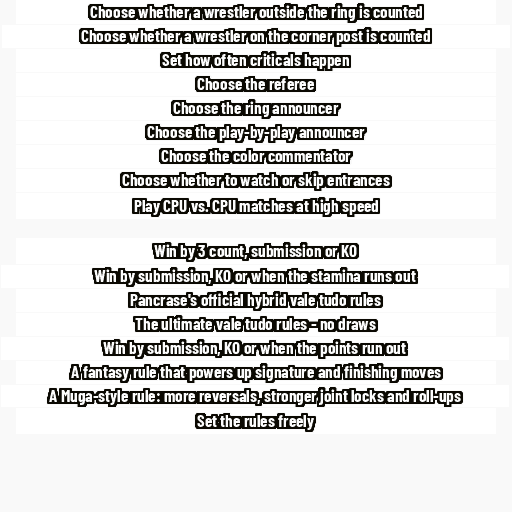 Choose whether a wrestler outside the ring is counted
Choose whether a wrestler on the corner post is counted
Set how often criticals happen
Choose the referee
Choose the ring announcer
Choose the play-by-play announcer
Choose the color commentator
Choose whether to watch or skip entrances
Play CPU vs. CPU matches at high speed
Win by 3 count, submission or KO
Win by submission, KO or when the stamina runs out
Pancrase's official hybrid vale tudo rules
The ultimate vale tudo rules - no draws
Win by submission, KO or when the points run out
A fantasy rule that powers up signature and finishing moves
A Muga-style rule: more reversals, stronger joint locks and roll-ups
Set the rules freely